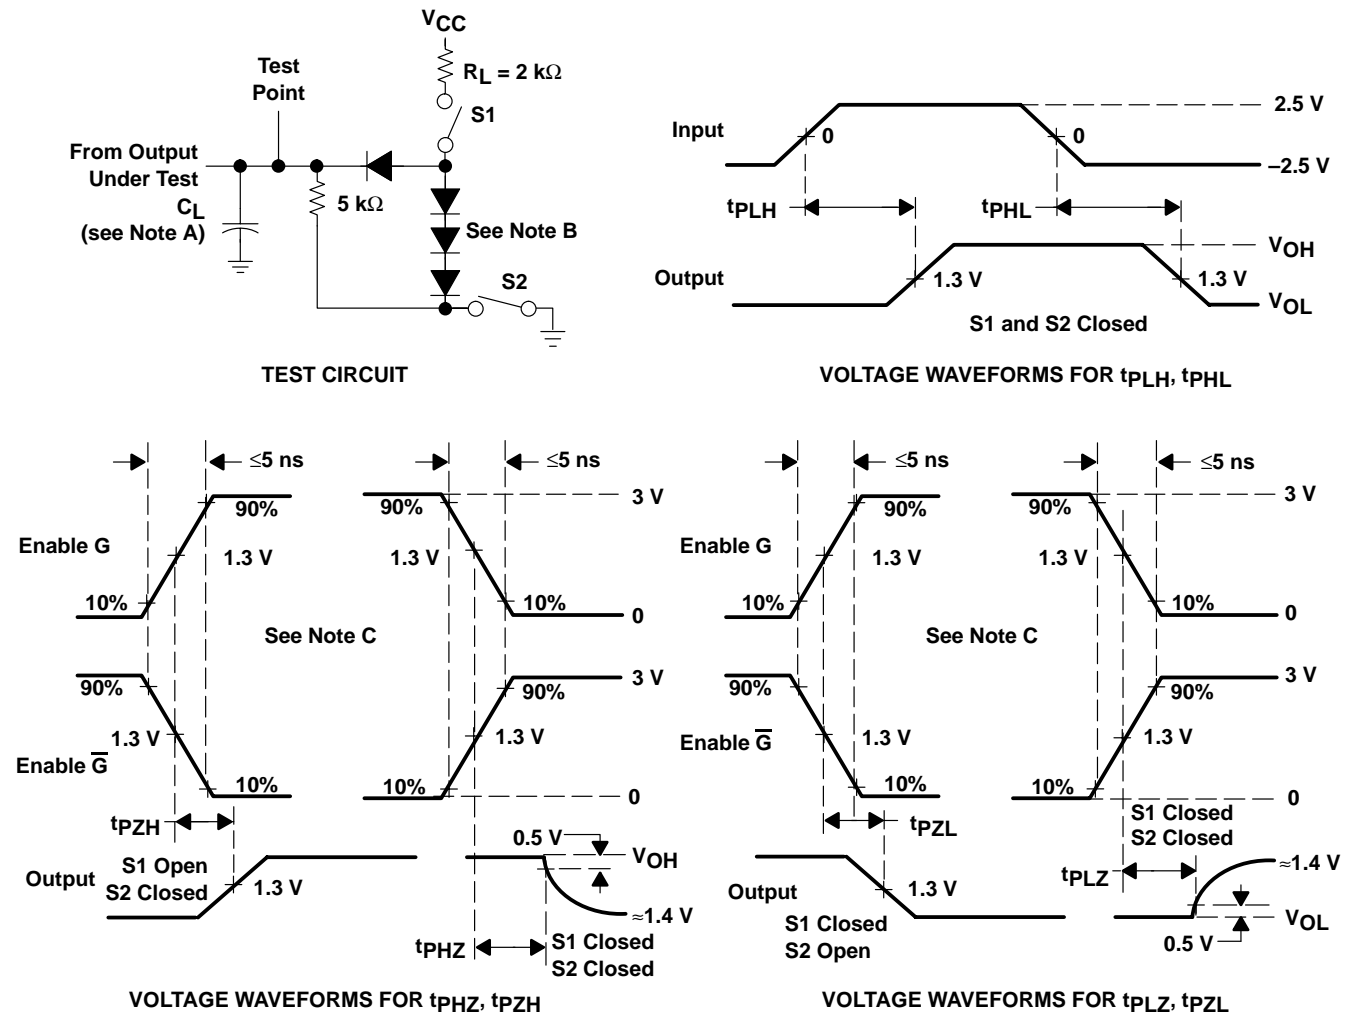 VCC
RL = 2 kΩ
Test
Point
S1
From Output
Under Test
CL
(see Note A)
5 kΩ
See Note B
S2
TEST CIRCUIT
Input
0
0
2.5 V
–2.5 V
tPLH
tPHL
Output
1.3 V
1.3 V
VOH
VOL
S1 and S2 Closed
VOLTAGE WAVEFORMS FOR tPLH, tPHL
≤5 ns
≤5 ns
90%
90%
3 V
Enable G
1.3 V
1.3 V
10%
10%
0
See Note C
90%
90%
3 V
1.3 V
1.3 V
Enable G̅
10%
10%
0
tPZH
0.5 V
VOH
S1 Open
S2 Closed
Output
1.3 V
≈1.4 V
tPHZ
S1 Closed
S2 Closed
VOLTAGE WAVEFORMS FOR tPHZ, tPZH
≤5 ns
≤5 ns
90%
90%
3 V
Enable G
1.3 V
1.3 V
10%
10%
0
See Note C
90%
90%
3 V
Enable G̅
1.3 V
1.3 V
10%
10%
0
tPZL
S1 Closed
S2 Closed
≈1.4 V
tPLZ
Output
1.3 V
S1 Closed
S2 Open
VOL
0.5 V
VOLTAGE WAVEFORMS FOR tPLZ, tPZL